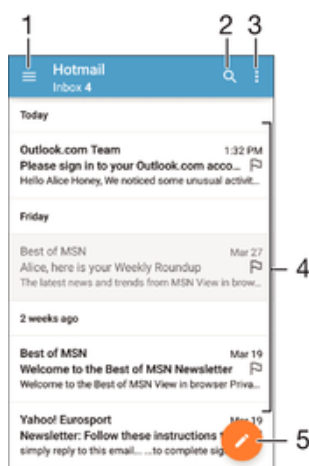 1 2 3
Hotmail
Inbox 4
Today
Outlook.com Team 1:32 PM
Please sign in to your Outlook.com acco...
Hello Alice Honey, We noticed some unusual activit...
Friday
Best of MSN Mar 27
Alice, here is your Weekly Roundup
The latest news and trends from MSN View in brow...
4
2 weeks ago
Best of MSN Mar 19
Welcome to the Best of MSN Newsletter
Welcome to the Best of MSN View in browser Priva...
Yahoo! Eurosport Mar 19
Newsletter: Follow these instructions
5
simply reply to this email... ...to complete